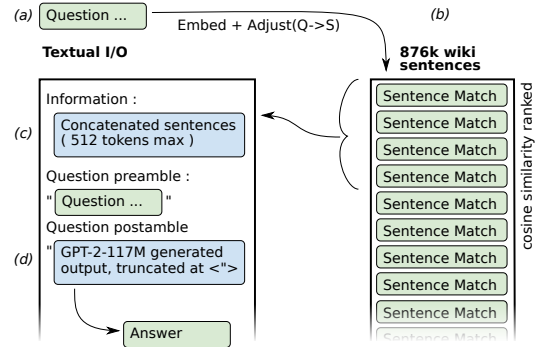 (a)
Question ...
Embed + Adjust(Q->S)
(b)
Textual I/O
876k wiki
sentences
Information :
(c)
Concatenated sentences
( 512 tokens max )
Question preamble :
" Question ... "
Question postamble
(d)
" GPT-2-117M generated
output, truncated at <">
Answer
Sentence Match
Sentence Match
Sentence Match
Sentence Match
Sentence Match
Sentence Match
Sentence Match
Sentence Match
Sentence Match
Sentence Match
cosine similarity ranked